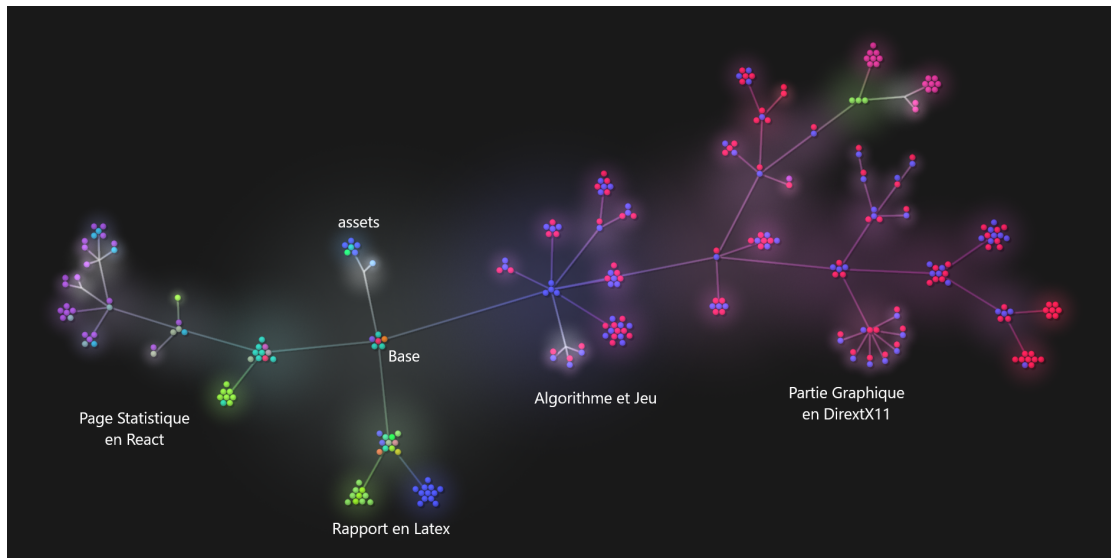 assets
Base
Page Statistique
en React
Algorithme et Jeu
Partie Graphique
en DirextX11
Rapport en Latex